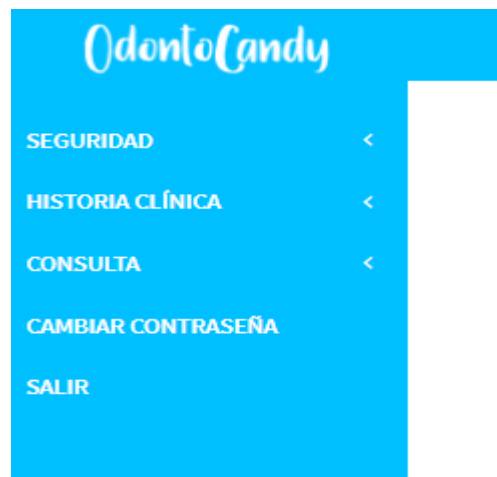 OdontoCandy
SEGURIDAD <
HISTORIA CLÍNICA <
CONSULTA <
CAMBIAR CONTRASEÑA
SALIR